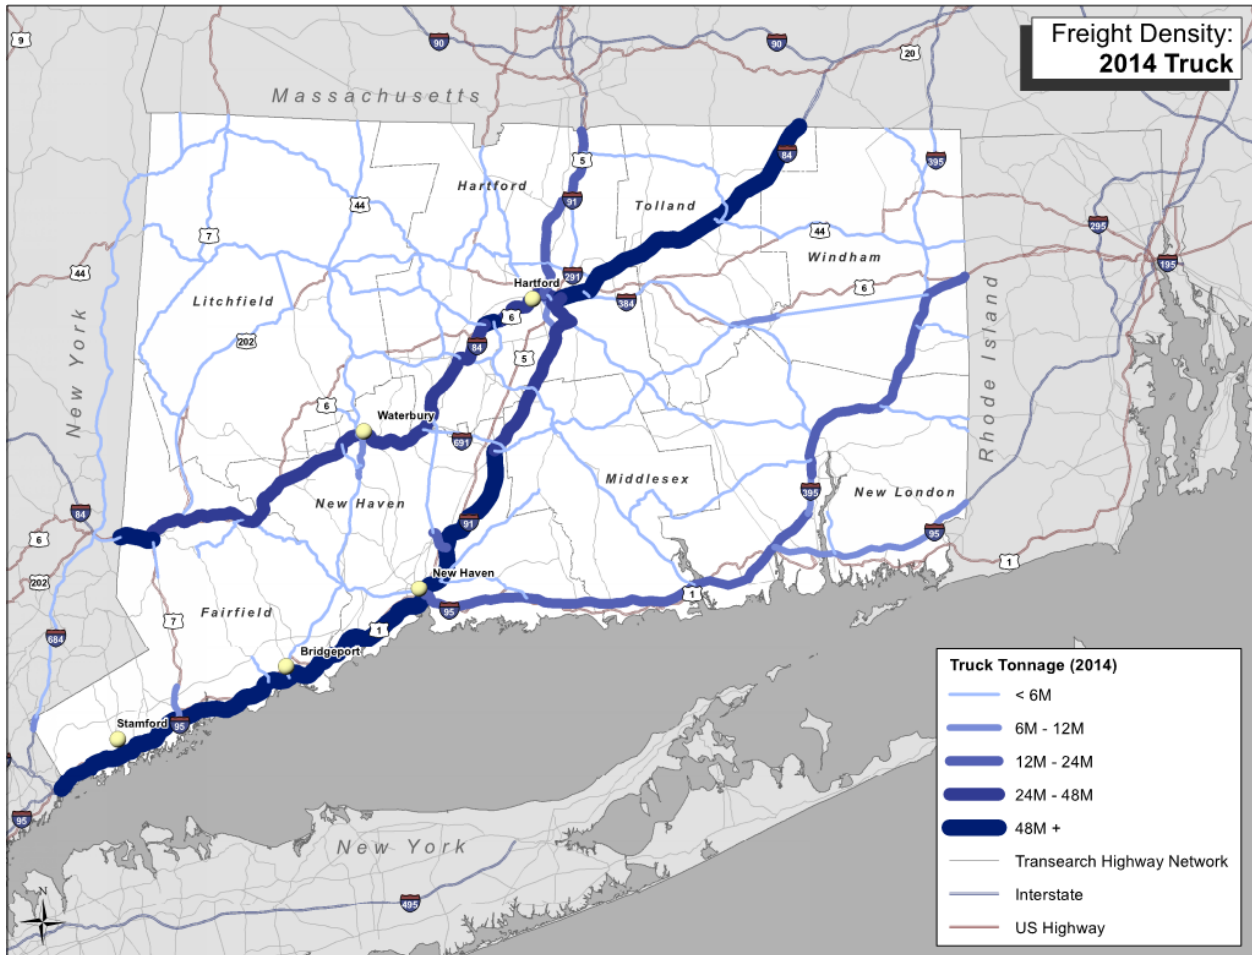 Freight Density:
2014 Truck
9
90
90
20
Massachusetts
5
84
395
Hartford
44
91
Tolland
7
295
44
44
Windham
195
291
Hartford
Litchfield
384
6
6
202
84
5
New York
Rhode Island
6
Waterbury
691
Middlesex
New Haven
395
New London
84
91
95
6
202
New Haven
1
1
95
Fairfield
7
1
684
Bridgeport
Stamford
95
95
New York
495
N
Truck Tonnage (2014)
< 6M
6M - 12M
12M - 24M
24M - 48M
48M +
Transearch Highway Network
Interstate
US Highway